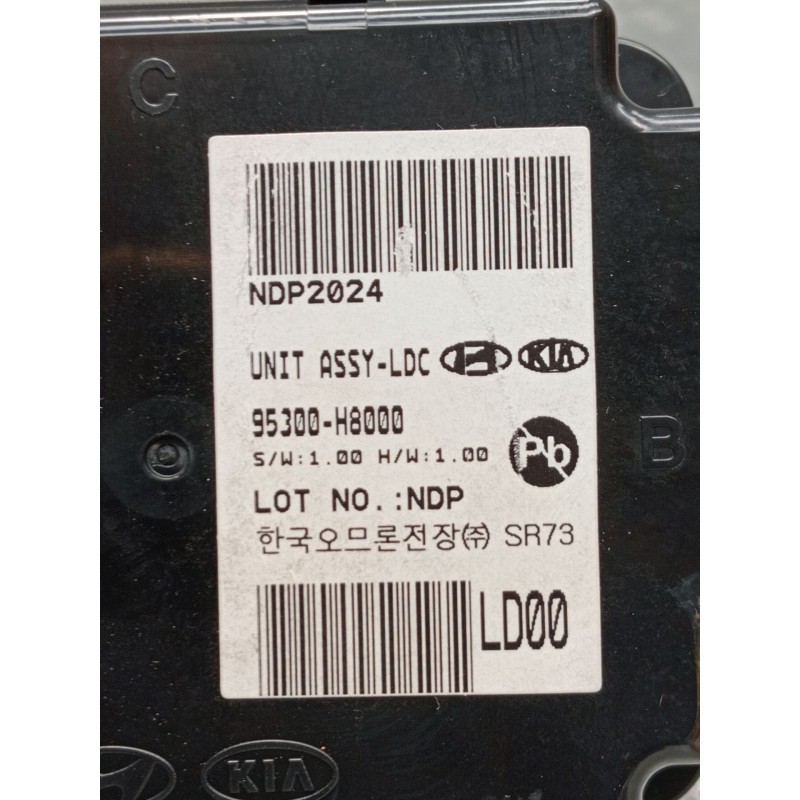 C
NDP2024
UNIT ASSY-LDC KIA
95300-H8000
S/W:1.00 H/W:1.00
Pb
B
LOT NO.:NDP
한국오므론전장㈜ SR73
LD00
KIA